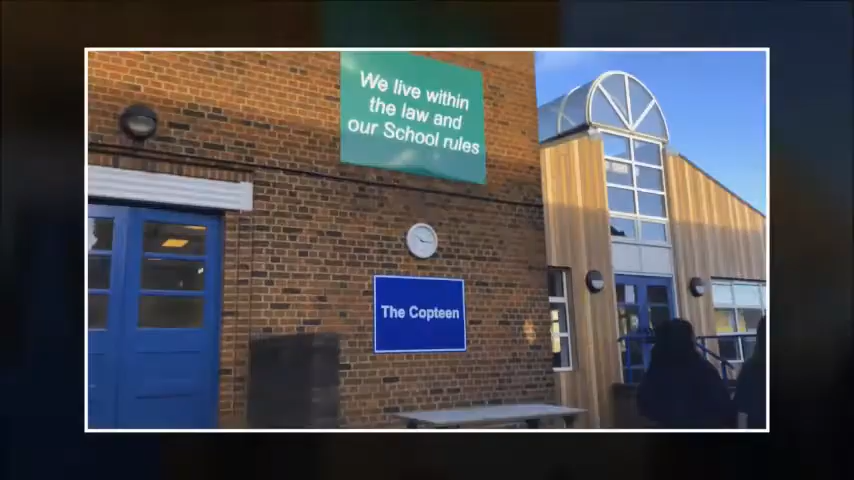 We live within
the law and
our School rules
The Copteen